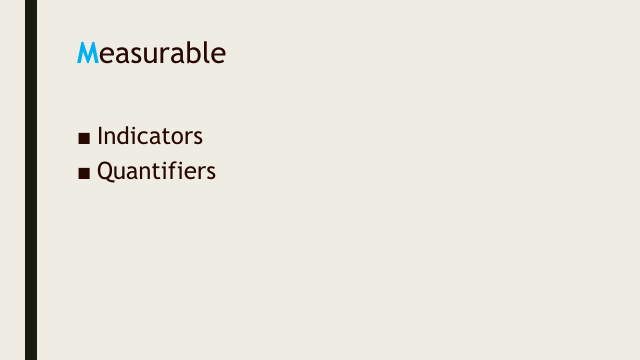 Measurable
■ Indicators
■ Quantifiers